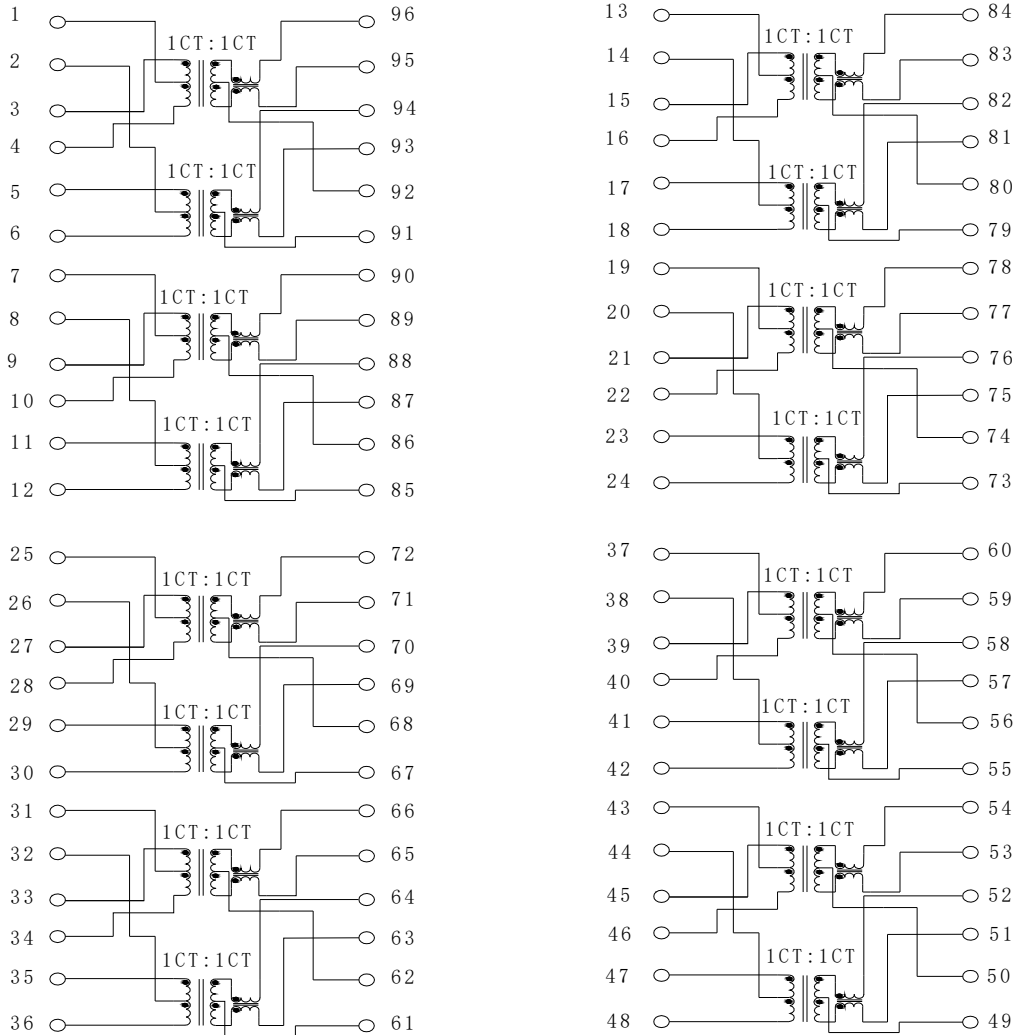 1 96 13 84
1CT:1CT 1CT:1CT
2 95 14 83
3 94 15 82
4 93 16 81
1CT:1CT 1CT:1CT
5 92 17 80
6 91 18 79
7 90 19 78
1CT:1CT 1CT:1CT
8 89 20 77
9 88 21 76
10 87 22 75
1CT:1CT 1CT:1CT
11 86 23 74
12 85 24 73
25 72 37 60
1CT:1CT 1CT:1CT
26 71 38 59
27 70 39 58
28 69 40 57
1CT:1CT 1CT:1CT
29 68 41 56
30 67 42 55
31 66 43 54
1CT:1CT 1CT:1CT
32 65 44 53
33 64 45 52
34 63 46 51
1CT:1CT 1CT:1CT
35 62 47 50
36 61 48 49